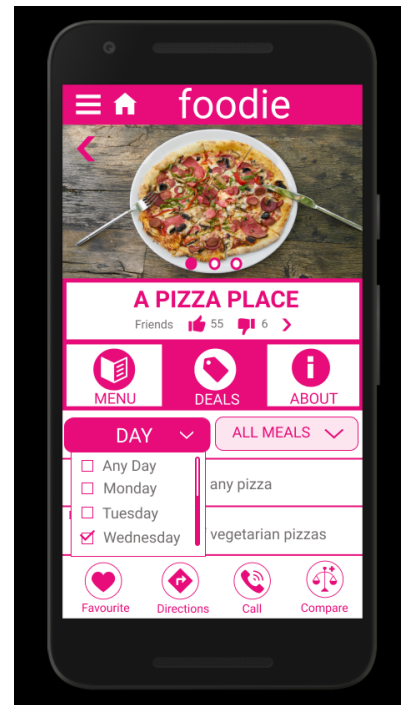 foodie
A PIZZA PLACE
Friends 55 6
MENU DEALS ABOUT
DAY ALL MEALS
Any Day
Monday
any pizza
Tuesday
Wednesday
vegetarian pizzas
Favourite Directions Call Compare